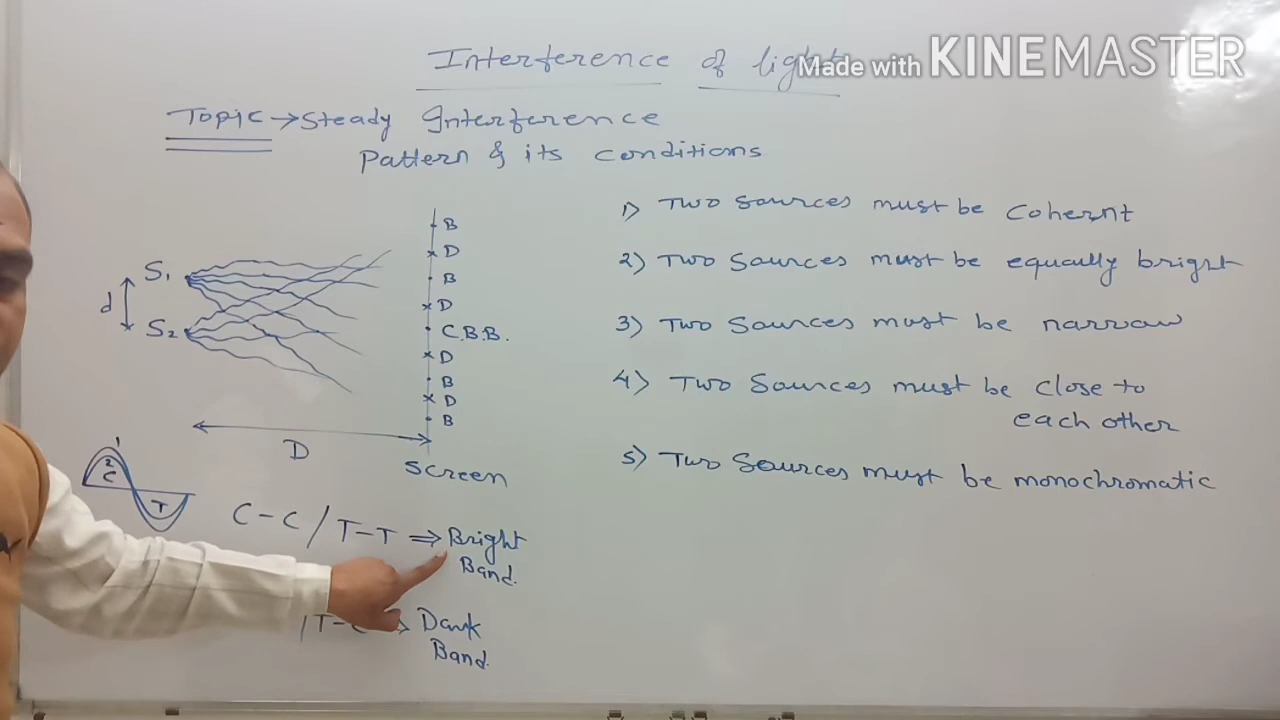 Interference of light
Made with KINEMASTER
Topic → Steady Interference
Pattern & its conditions
B
D
B
D
C.B.B.
D
B
D
B
S1
d
S2
D
Screen
1
2
C
T
C-C / T-T ⇒ Bright
Band.
/T-C ⇒ Dark
Band.
1) Two sources must be coherent
2) Two sources must be equally bright
3) Two sources must be narrow
4) Two sources must be close to
each other
5) Two sources must be monochromatic